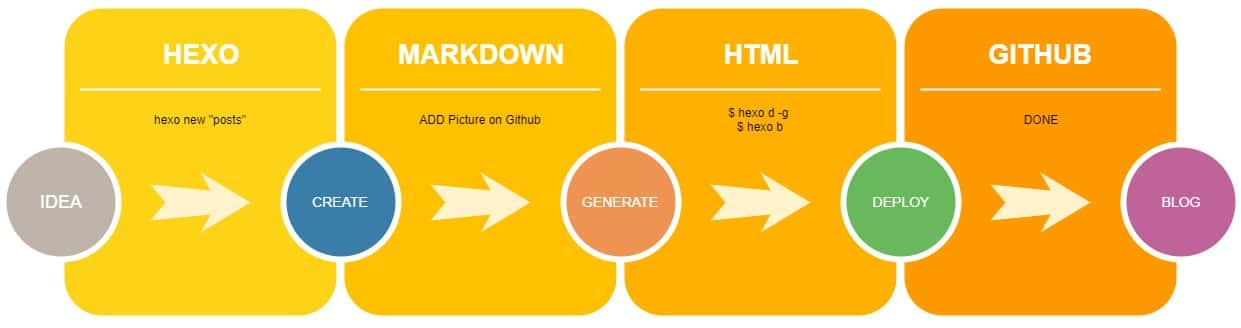 HEXO
hexo new "posts"
MARKDOWN
ADD Picture on Github
HTML
$ hexo d -g
$ hexo b
GITHUB
DONE
IDEA
CREATE
GENERATE
DEPLOY
BLOG